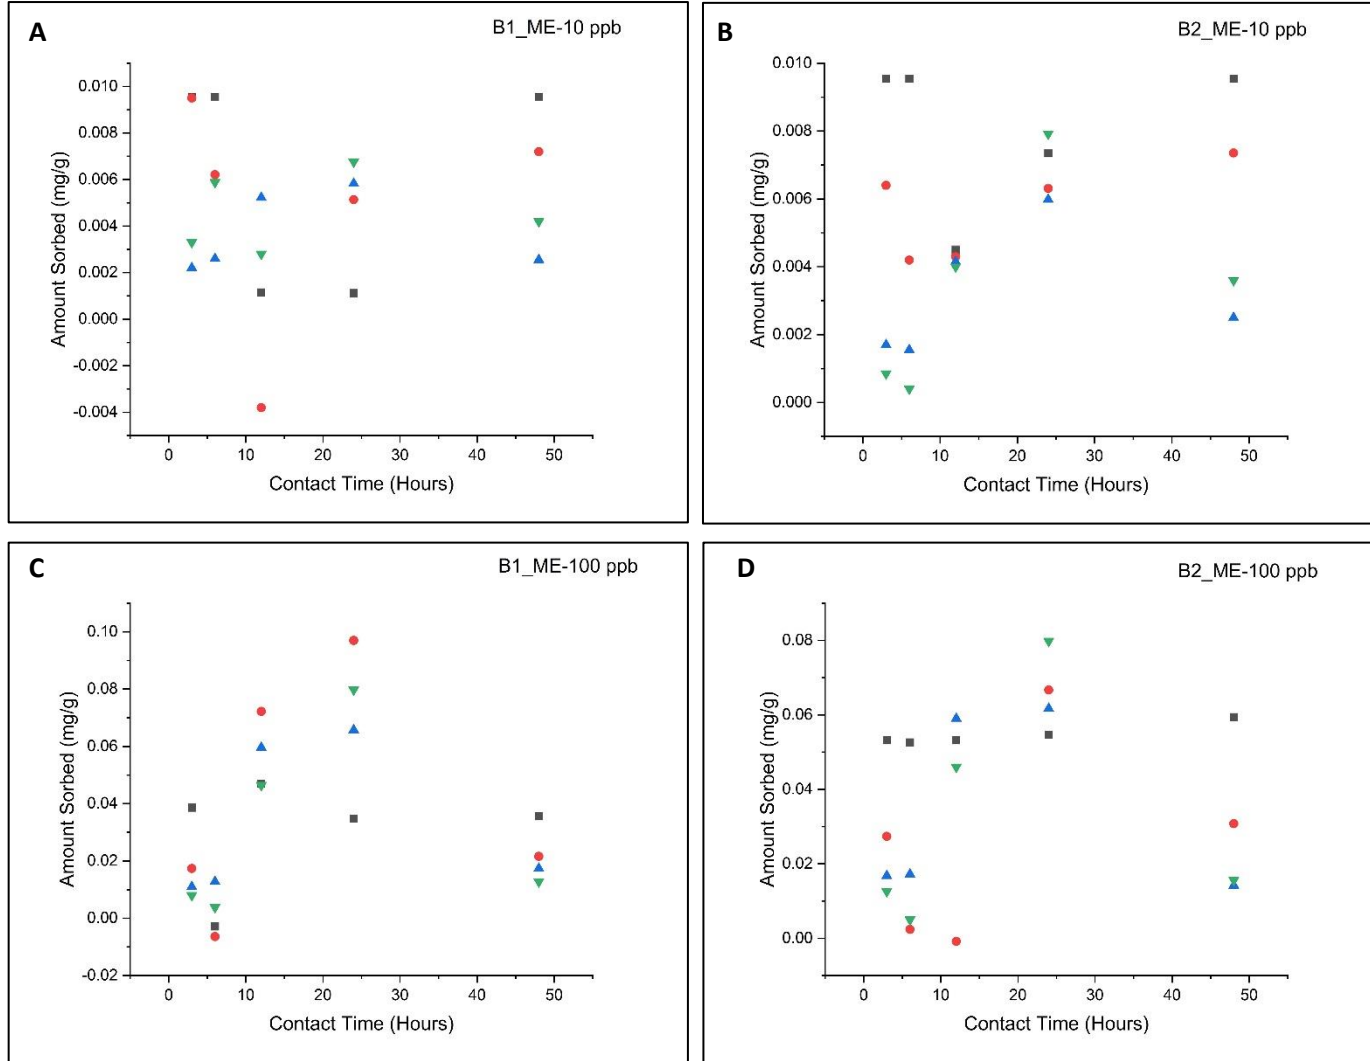 A
B1_ME-10 ppb
0.010
0.008
0.006
0.004
0.002
0.000
-0.002
-0.004
Amount Sorbed (mg/g)
0 10 20 30 40 50
Contact Time (Hours)
B
B2_ME-10 ppb
0.010
0.008
0.006
0.004
0.002
0.000
Amount Sorbed (mg/g)
0 10 20 30 40 50
Contact Time (Hours)
C
B1_ME-100 ppb
0.10
0.08
0.06
0.04
0.02
0.00
-0.02
Amount Sorbed (mg/g)
0 10 20 30 40 50
Contact Time (Hours)
D
B2_ME-100 ppb
0.08
0.06
0.04
0.02
0.00
Amount Sorbed (mg/g)
0 10 20 30 40 50
Contact Time (Hours)